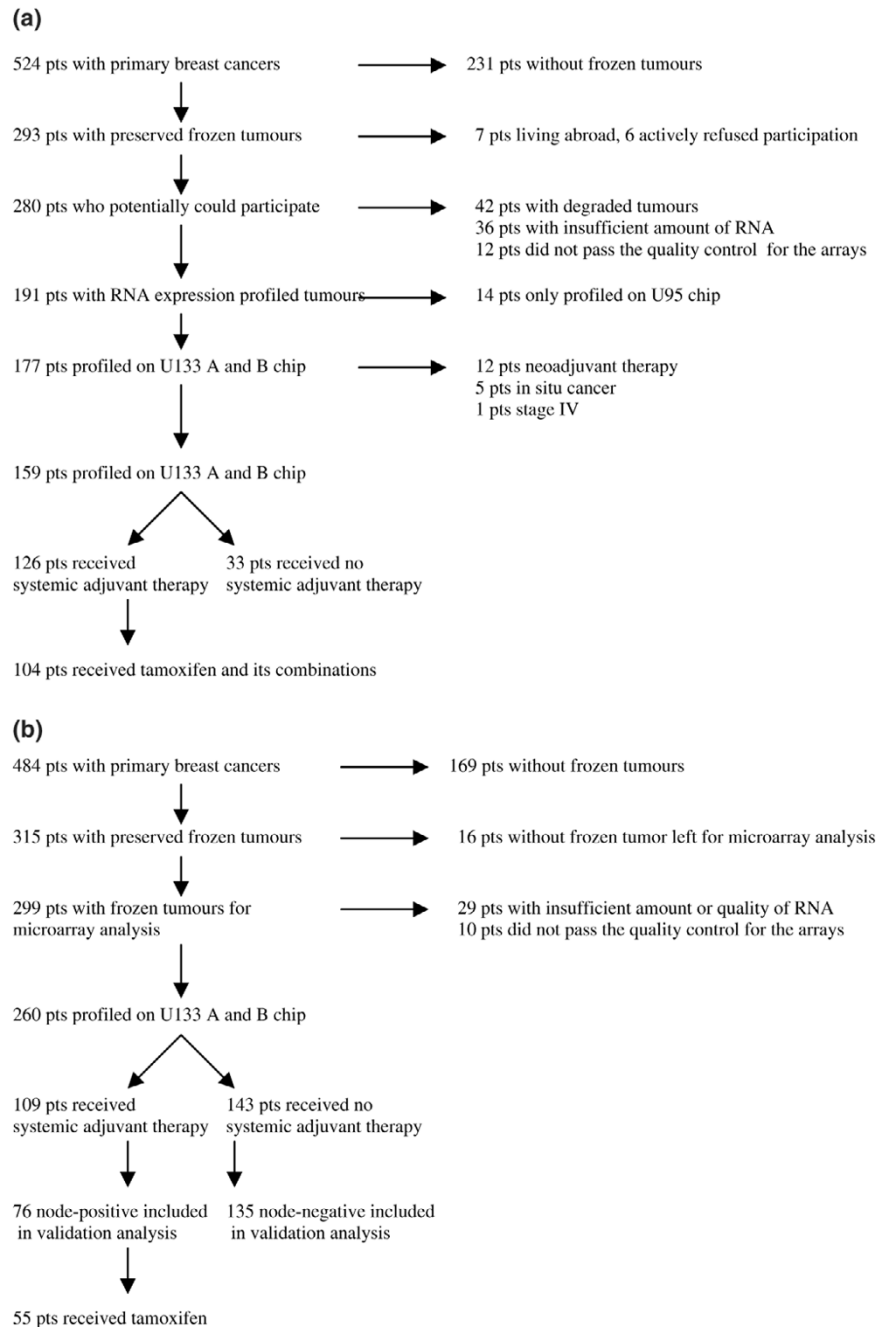 (a)
524 pts with primary breast cancers
231 pts without frozen tumours
293 pts with preserved frozen tumours
7 pts living abroad, 6 actively refused participation
280 pts who potentially could participate
42 pts with degraded tumours
36 pts with insufficient amount of RNA
12 pts did not pass the quality control for the arrays
191 pts with RNA expression profiled tumours
14 pts only profiled on U95 chip
177 pts profiled on U133 A and B chip
12 pts neoadjuvant therapy
5 pts in situ cancer
1 pts stage IV
159 pts profiled on U133 A and B chip
126 pts received
systemic adjuvant therapy
33 pts received no
systemic adjuvant therapy
104 pts received tamoxifen and its combinations
(b)
484 pts with primary breast cancers
169 pts without frozen tumours
315 pts with preserved frozen tumours
16 pts without frozen tumor left for microarray analysis
299 pts with frozen tumours for
microarray analysis
29 pts with insufficient amount or quality of RNA
10 pts did not pass the quality control for the arrays
260 pts profiled on U133 A and B chip
109 pts received
systemic adjuvant therapy
143 pts received no
systemic adjuvant therapy
76 node-positive included
in validation analysis
135 node-negative included
in validation analysis
55 pts received tamoxifen